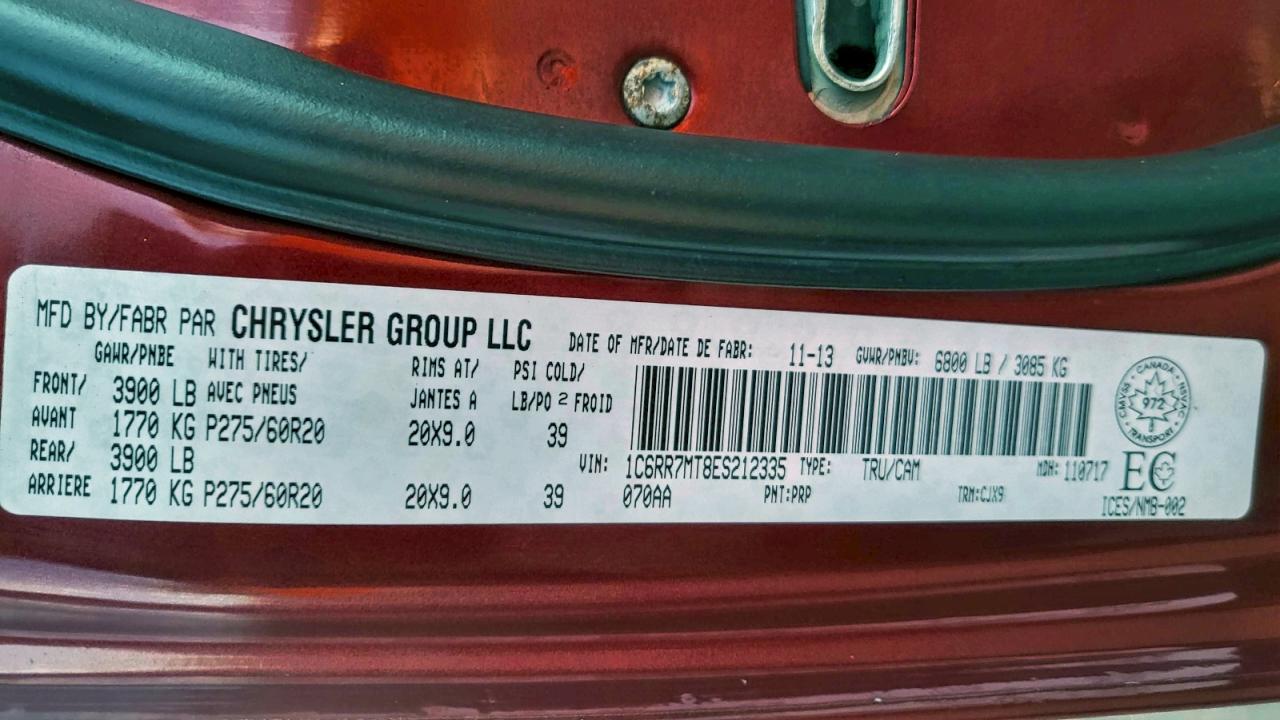 MFD BY/FABR PAR CHRYSLER GROUP LLC DATE OF MFR/DATE DE FABR: 11-13 GVWR/PNBV: 6800 LB / 3085 KG
GAWR/PNBE WITH TIRES/ RIMS AT/ PSI COLD/
FRONT/ 3900 LB AVEC PNEUS JANTES A LB/PO 2 FROID
AVANT 1770 KG P275/60R20 20X9.0 39
REAR/ 3900 LB VIN: 1C6RR7MT8ES212335 TYPE: TRU/CAM MDH: 110717
ARRIERE 1770 KG P275/60R20 20X9.0 39 070AA PNT:PRP TRM:CJX9
CANADA
CMVSS 972 NSVAC
TRANSPORT
EC
ICES/NMB-002